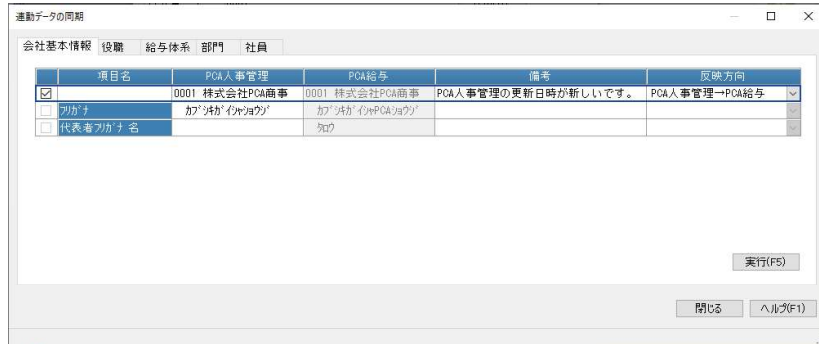 連動データの同期
会社基本情報 役職 給与体系 部門 社員
項目名 PCA人事管理 PCA給与 備考 反映方向
0001 株式会社PCA商事 0001 株式会社PCA商事 PCA人事管理の更新日時が新しいです。 PCA人事管理→PCA給与
フリガナ カブシキガイシャショウジ カブシキガイシャPCAショウジ
代表者フリガナ 名 タロウ
実行(F5)
閉じる ヘルプ(F1)